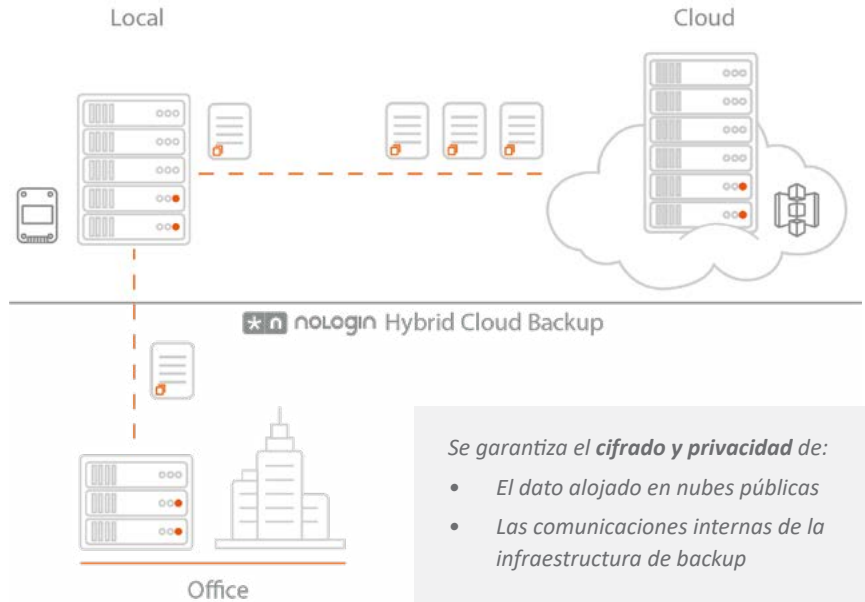 Local
Cloud
*n nologin Hybrid Cloud Backup
Se garantiza el cifrado y privacidad de:
• El dato alojado en nubes públicas
• Las comunicaciones internas de la
infraestructura de backup
Office